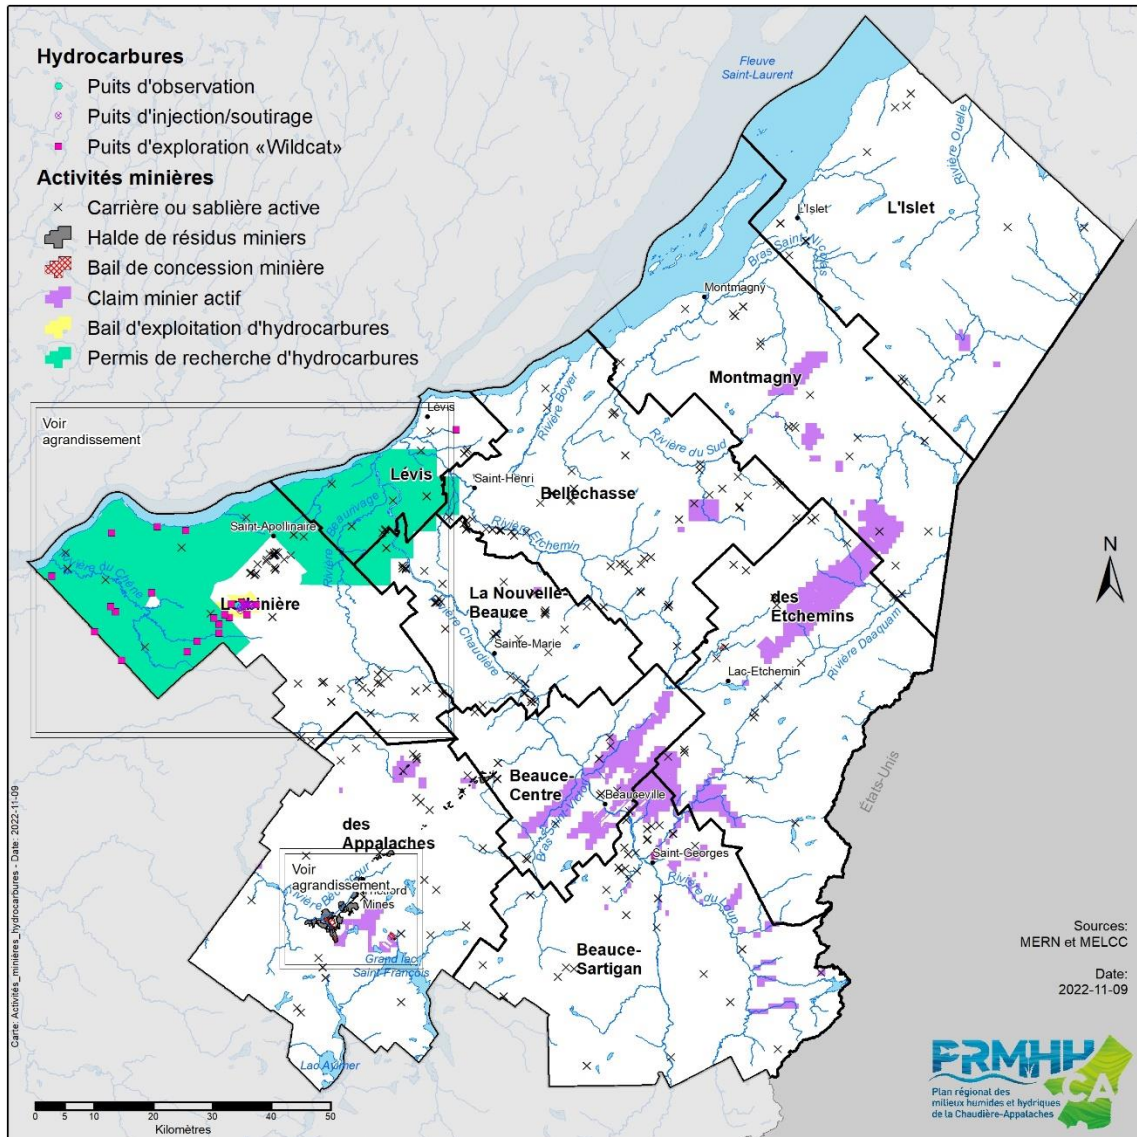 Hydrocarbures
Puits d'observation
Puits d'injection/soutirage
Puits d'exploration «Wildcat»
Activités minières
Carrière ou sablière active
Halde de résidus miniers
Bail de concession minière
Claim minier actif
Bail d'exploitation d'hydrocarbures
Permis de recherche d'hydrocarbures
Fleuve
Saint-Laurent
Rivière Ouelle
L'Islet
L'Islet
Bras Saint-Nicolas
Montmagny
Montmagny
Rivière Boyer
Rivière du Sud
Voir
agrandissement
Lévis
Lévis
Saint-Henri
Bellechasse
Rivière Beaurivage
Saint-Apollinaire
Rivière Etchemin
Rivière du Chêne
Lotbinière
La Nouvelle-
Beauce
Sainte-Marie
Rivière Chaudière
des
Etchemins
Rivière Daaquam
Lac-Etchemin
N
États-Unis
Beauce-
Centre
Beauceville
Bras Saint-Victor
des
Appalaches
Saint-Georges
Rivière du Loup
Voir
agrandissement
Rivière Bécancour
Thetford
Mines
Grand lac
Saint-François
Beauce-
Sartigan
Lac Aylmer
Sources:
MERN et MELCC
Date:
2022-11-09
Carte: Activités_minières_hydrocarbures - Date: 2022-11-09
0 5 10 20 30 40 50
Kilomètres
PRMHH
CA
Plan régional des
milieux humides et hydriques
de la Chaudière-Appalaches